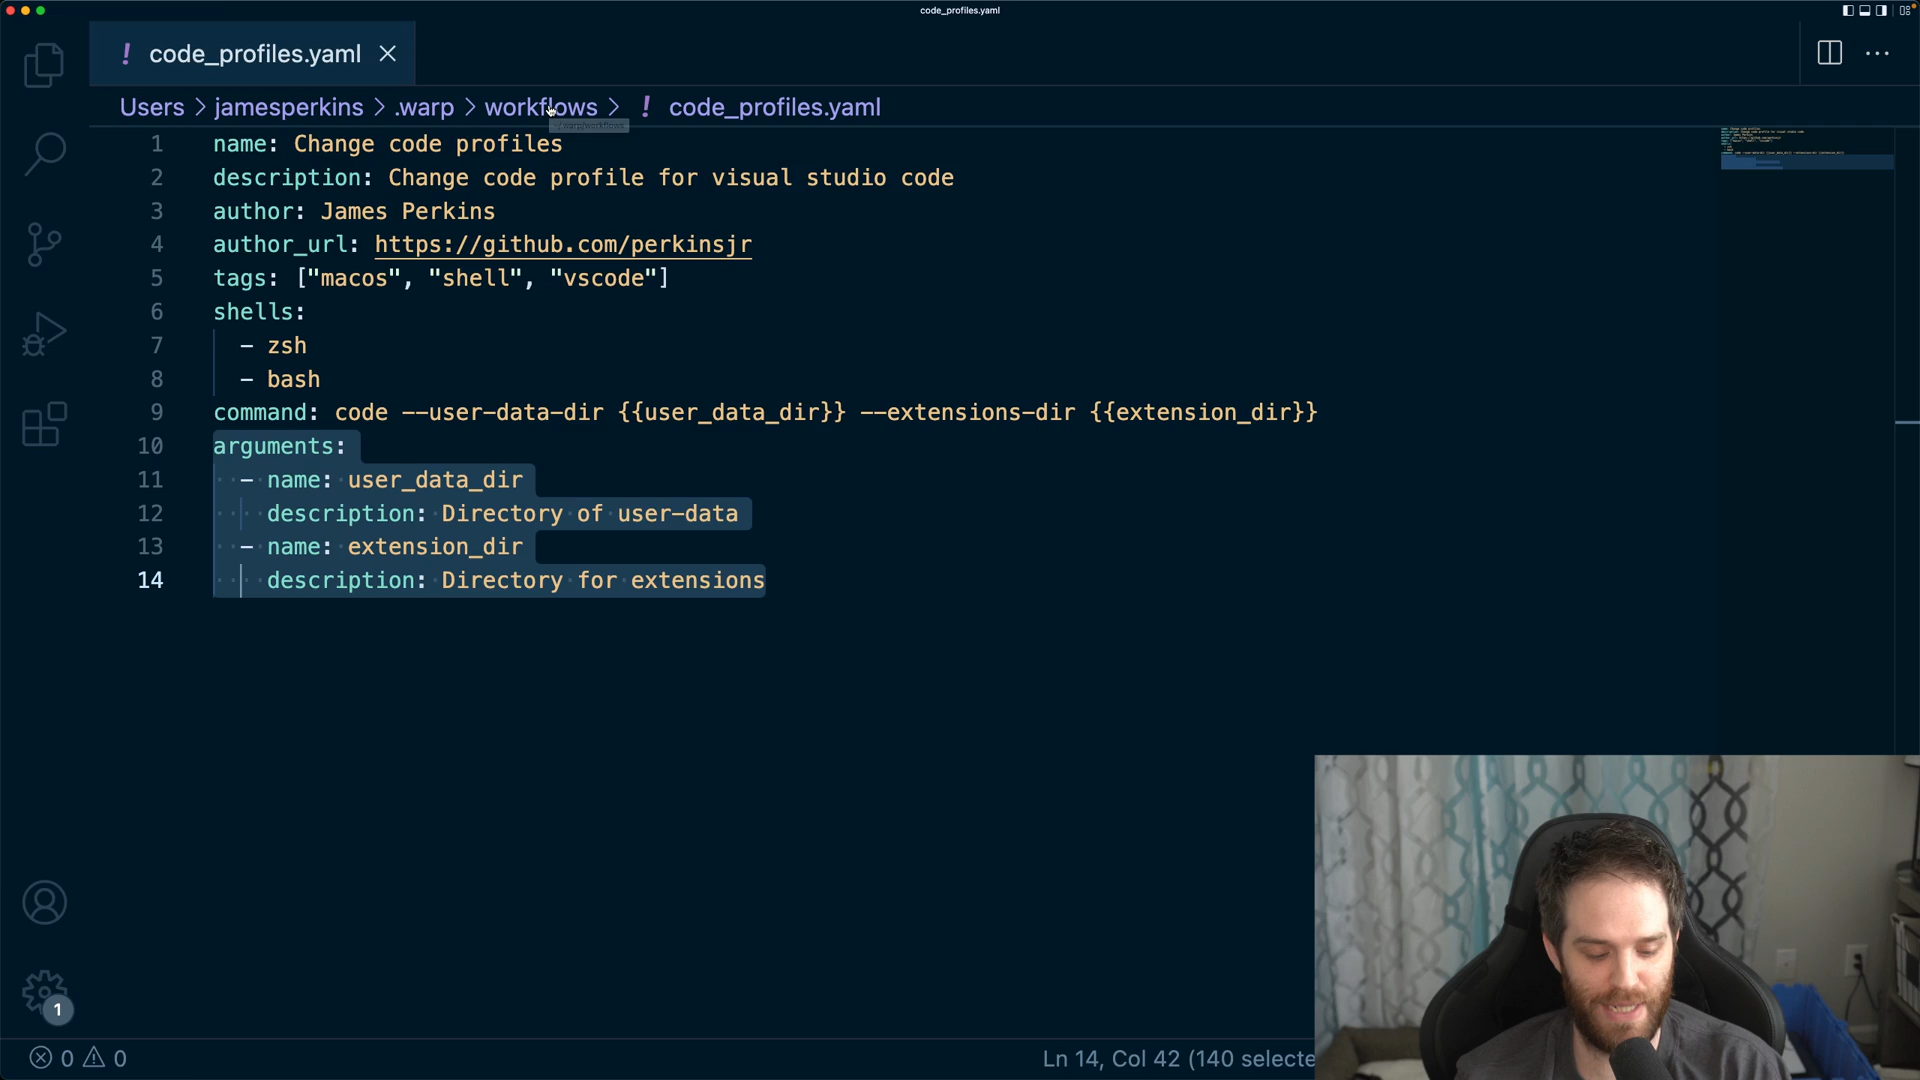 code_profiles.yaml
! code_profiles.yaml
Users > jamesperkins > .warp > workflows > ! code_profiles.yaml
~/.warp/workflows
1 name: Change code profiles
2 description: Change code profile for visual studio code
3 author: James Perkins
4 author_url: https://github.com/perkinsjr
5 tags: ["macos", "shell", "vscode"]
6 shells:
7 - zsh
8 - bash
9 command: code --user-data-dir {{user_data_dir}} --extensions-dir {{extension_dir}}
10 arguments:
11 - name: user_data_dir
12 description: Directory of user-data
13 - name: extension_dir
14 description: Directory for extensions
1
0 0
Ln 14, Col 42 (140 selecte